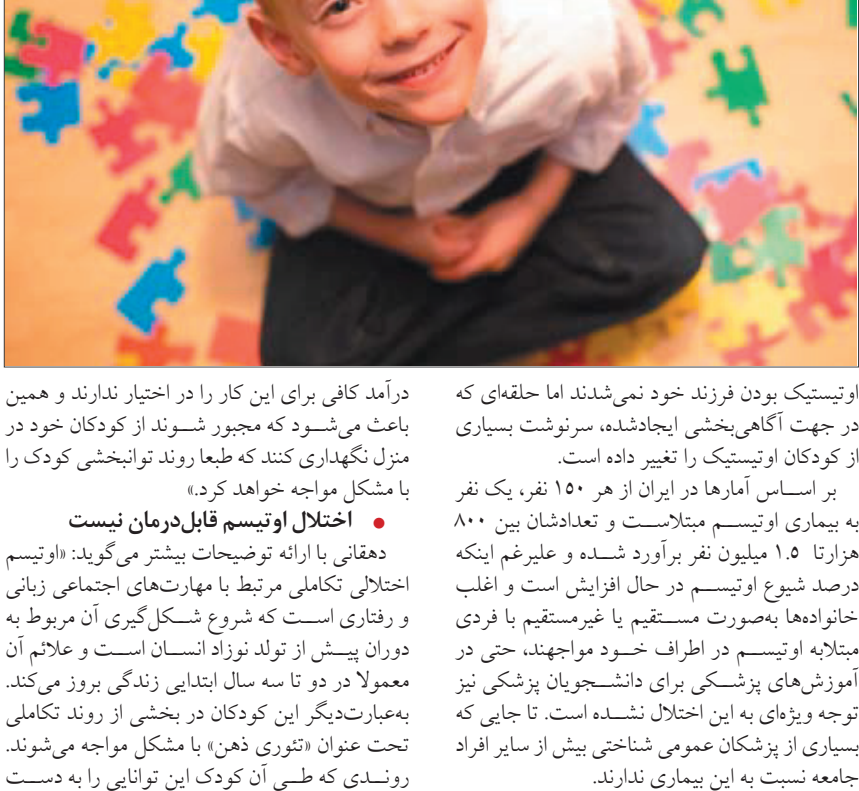 اوتیستیک بودن فرزند خود نمی‌شدند اما حلقه‌ای که
در جهت آگاهی‌بخشی ایجادشده، سرنوشت بسیاری
از کودکان اوتیستیک را تغییر داده است.
بر اساس آمارها در ایران از هر ۱۵۰ نفر، یک نفر
به بیماری اوتیسم مبتلاست و تعدادشان بین ۸۰۰
هزارتا ۱.۵ میلیون نفر برآورد شده و علیرغم اینکه
درصد شیوع اوتیسم در حال افزایش است و اغلب
خانواده‌ها به‌صورت مستقیم یا غیرمستقیم با فردی
مبتلابه اوتیسم در اطراف خود مواجهند، حتی در
آموزش‌های پزشکی برای دانشجویان پزشکی نیز
توجه ویژه‌ای به این اختلال نشده است. تا جایی که
بسیاری از پزشکان عمومی شناختی بیش از سایر افراد
جامعه نسبت به این بیماری ندارند.
درآمد کافی برای این کار را در اختیار ندارند و همین
باعث می‌شود که مجبور شوند از کودکان خود در
منزل نگهداری کنند که طبعا روند توانبخشی کودک را
با مشکل مواجه خواهد کرد.»
● اختلال اوتیسم قابل‌درمان نیست
دهقانی با ارائه توضیحات بیشتر می‌گوید: «اوتیسم
اختلالی تکاملی مرتبط با مهارت‌های اجتماعی زبانی
و رفتاری است که شروع شکل‌گیری آن مربوط به
دوران پیش از تولد نوزاد انسان است و علائم آن
معمولا در دو تا سه سال ابتدایی زندگی بروز می‌کند.
به‌عبارت‌دیگر این کودکان در بخشی از روند تکاملی
تحت عنوان «تئوری ذهن» با مشکل مواجه می‌شوند.
روندی که طی آن کودک این توانایی را به دست